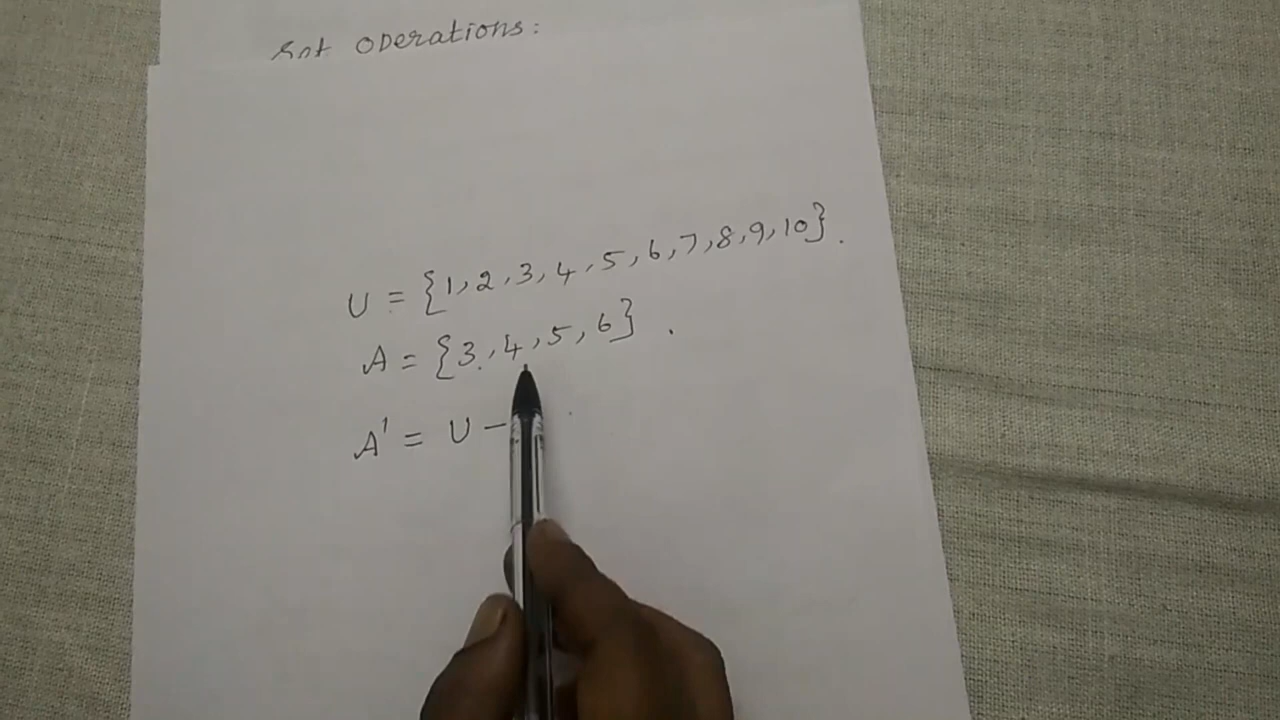 Set operations:
U = {1,2,3,4,5,6,7,8,9,10}.
A = {3,4,5,6}.
A' = U -